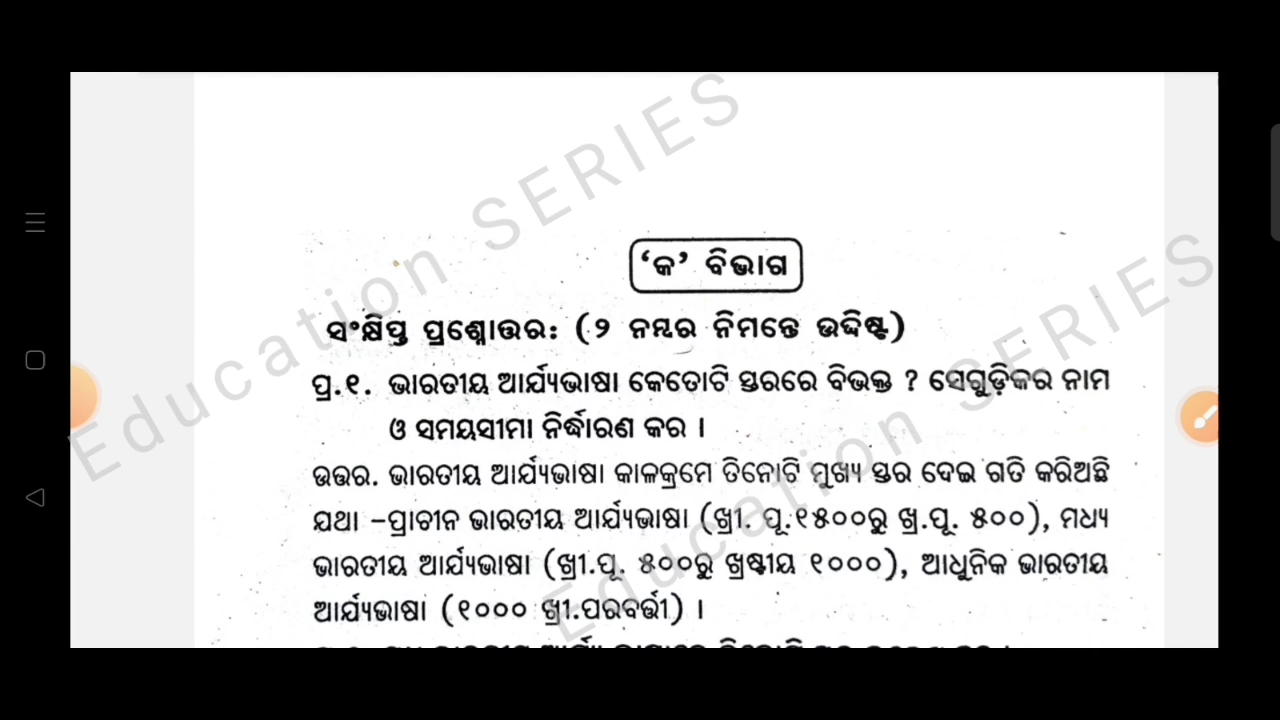 ‘କ’ ବିଭାଗ
ସଂକ୍ଷିପ୍ତ ପ୍ରଶ୍ନୋତ୍ତର: (୨ ନମ୍ବର ନିମନ୍ତେ ଉଦ୍ଦିଷ୍ଟ)
ପ୍ର.୧. ଭାରତୀୟ ଆର୍ଯ୍ୟଭାଷା କେତୋଟି ସ୍ତରରେ ବିଭକ୍ତ ? ସେଗୁଡ଼ିକର ନାମ
ଓ ସମୟସୀମା ନିର୍ଦ୍ଧାରଣ କର ।
ଉତ୍ତର. ଭାରତୀୟ ଆର୍ଯ୍ୟଭାଷା କାଳକ୍ରମେ ତିନୋଟି ମୁଖ୍ୟ ସ୍ତର ଦେଇ ଗତି କରିଅଛି
ଯଥା –ପ୍ରାଚୀନ ଭାରତୀୟ ଆର୍ଯ୍ୟଭାଷା (ଖ୍ରୀ. ପୂ.୧୫୦୦ରୁ ଖ୍ର.ପୂ. ୫୦୦), ମଧ୍ୟ
ଭାରତୀୟ ଆର୍ଯ୍ୟଭାଷା (ଖ୍ରୀ.ପୂ. ୫୦୦ରୁ ଖ୍ରଷ୍ଟୀୟ ୧୦୦୦), ଆଧୁନିକ ଭାରତୀୟ
ଆର୍ଯ୍ୟଭାଷା (୧୦୦୦ ଖ୍ରୀ.ପରବର୍ତ୍ତୀ) ।
Education SERIES
Education SERIES